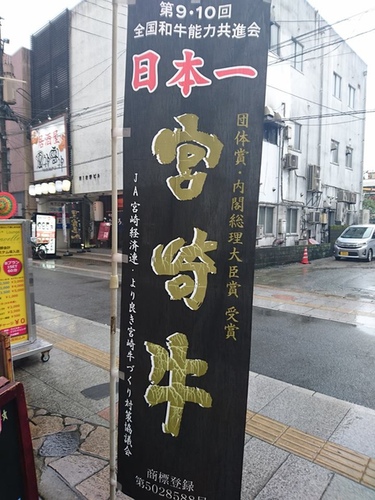 第9・10回
全国和牛能力共進会
日本一
団体賞・内閣総理大臣賞 受賞
宮崎牛
JA宮崎経済連・より良き宮崎牛づくり対策協議会
商標登録
第5028588号